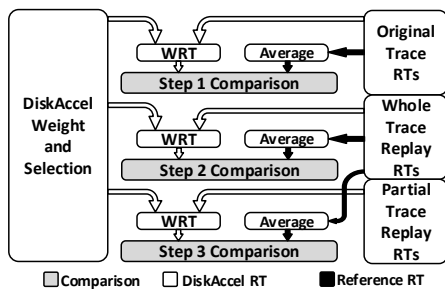 DiskAccel
Weight
and
Selection
WRT
Average
Step 1 Comparison
WRT
Average
Step 2 Comparison
WRT
Average
Step 3 Comparison
Original
Trace
RTs
Whole
Trace
Replay
RTs
Partial
Trace
Replay
RTs
Comparison
DiskAccel RT
Reference RT